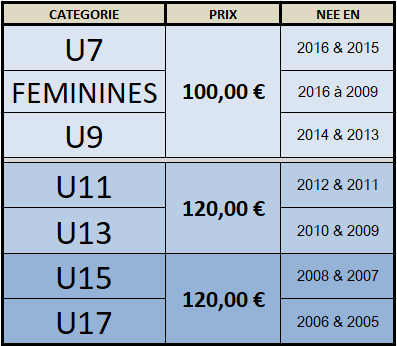 CATEGORIE PRIX NEE EN
U7 2016 & 2015
FEMININES 100,00 € 2016 à 2009
U9 2014 & 2013
U11 2012 & 2011
120,00 €
U13 2010 & 2009
U15 2008 & 2007
120,00 €
U17 2006 & 2005